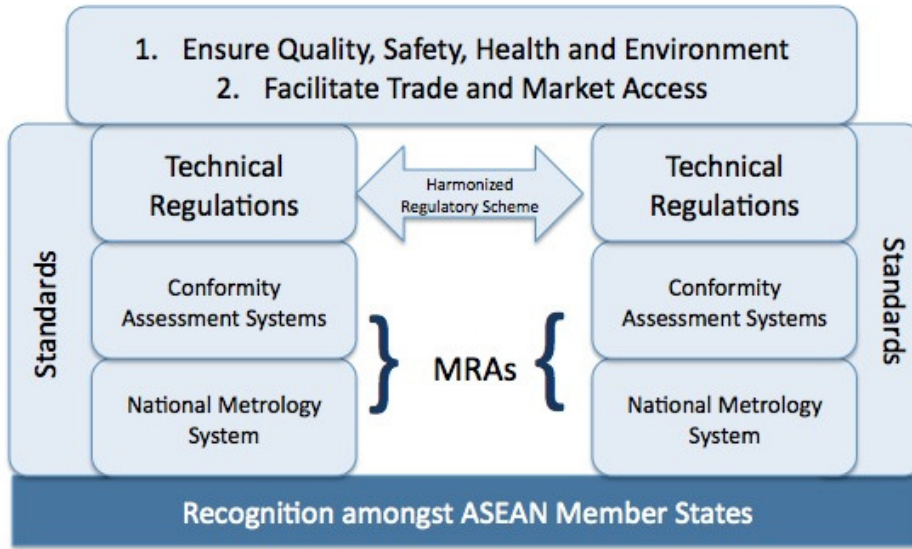 1. Ensure Quality, Safety, Health and Environment
2. Facilitate Trade and Market Access
Standards
Technical
Regulations
Conformity
Assessment Systems
National Metrology
System
Harmonized
Regulatory Scheme
MRAs
Technical
Regulations
Conformity
Assessment Systems
National Metrology
System
Standards
Recognition amongst ASEAN Member States